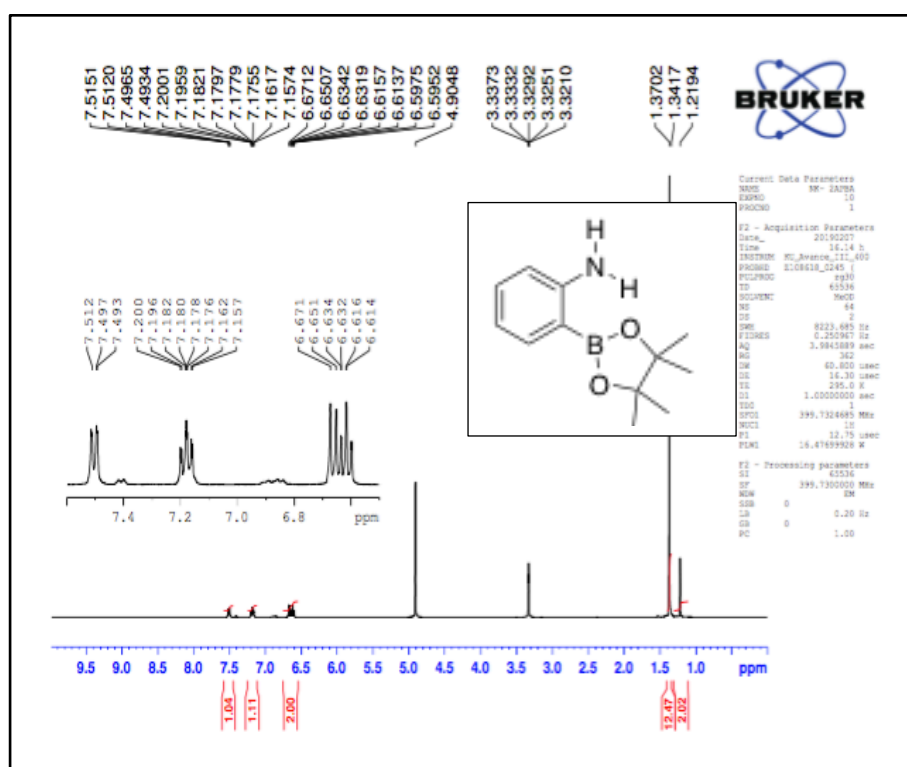 7.5151
7.5120
7.4965
7.4934
7.2001
7.1959
7.1821
7.1797
7.1779
7.1755
7.1617
7.1574
6.6712
6.6507
6.6342
6.6319
6.6157
6.6137
6.5975
6.5952
4.9048
3.3373
3.3332
3.3292
3.3251
3.3210
1.3702
1.3417
1.2194
BRUKER
Current Data Parameters
NAME NK- 2APBA
EXPNO 10
PROCNO 1
F2 - Acquisition Parameters
Date_ 20190207
Time 16.14 h
PULPROG zg30
TD 65536
SOLVENT MeOD
NS 64
DS 2
SWH 8223.685 Hz
FIDRES 0.250967 Hz
AQ 3.9845889 sec
RG 362
DW 60.800 usec
DE 16.30 usec
TE 295.0 K
D1 1.00000000 sec
TD0 1
SFO1 399.7324685 MHz
NUC1 1H
P1 12.75 usec
PLW1 16.47699928 W
F2 - Processing parameters
SI 65536
SF 399.7300000 MHz
WDW EM
SSB 0
LB 0.20 Hz
GB 0
PC 1.00
H
N
H
B
O
O
7.512
7.497
7.493
7.200
7.196
7.182
7.180
7.178
7.176
7.162
7.157
6.671
6.651
6.634
6.632
6.616
6.614
7.4 7.2 7.0 6.8 ppm
9.5 9.0 8.5 8.0 7.5 7.0 6.5 6.0 5.5 5.0 4.5 4.0 3.5 3.0 2.5 2.0 1.5 1.0 ppm
1.04
1.11
2.00
12.47
2.02